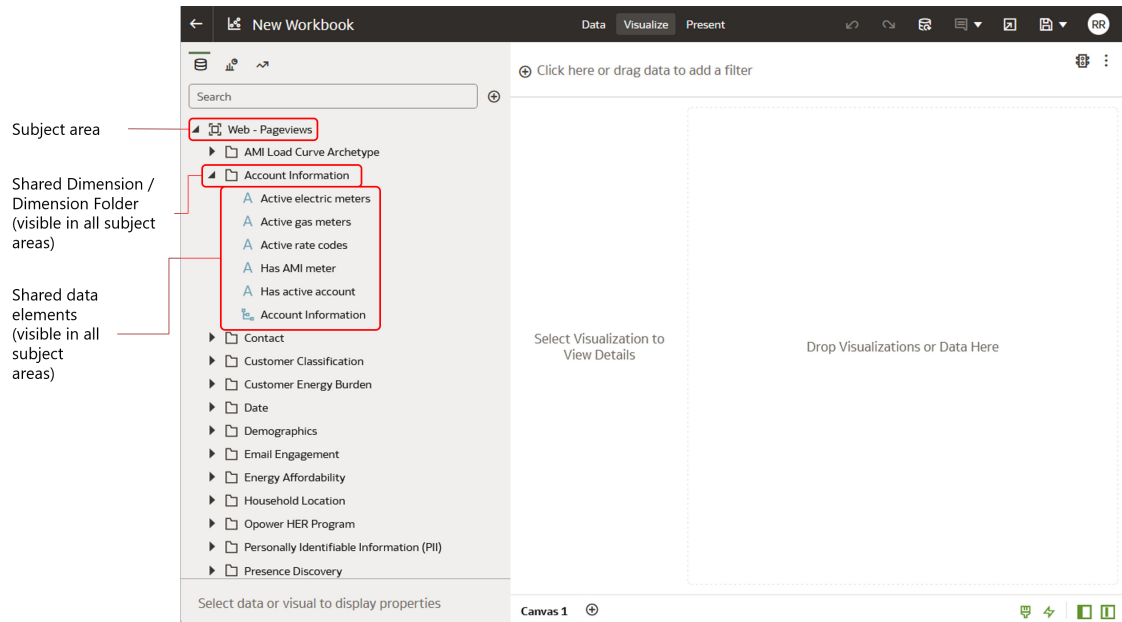 New Workbook
Data Visualize Present
RR
Click here or drag data to add a filter
Search
Subject area
Web - Pageviews
AMI Load Curve Archetype
Shared Dimension /
Dimension Folder
(visible in all subject
areas)
Account Information
Active electric meters
Active gas meters
Active rate codes
Has AMI meter
Has active account
Account Information
Shared data
elements
(visible in all
subject
areas)
Contact
Customer Classification
Customer Energy Burden
Date
Demographics
Email Engagement
Energy Affordability
Household Location
Opower HER Program
Personally Identifiable Information (PII)
Presence Discovery
Select data or visual to display properties
Select Visualization to
View Details
Drop Visualizations or Data Here
Canvas 1